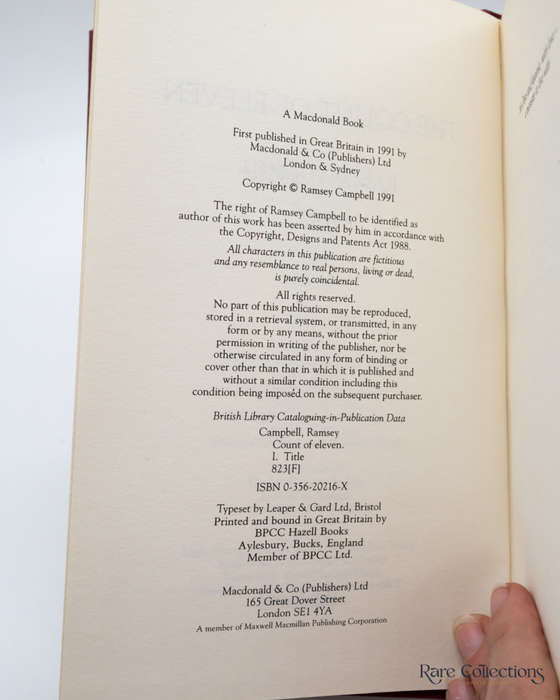 A Macdonald Book
First published in Great Britain in 1991 by
Macdonald & Co (Publishers) Ltd
London & Sydney
Copyright © Ramsey Campbell 1991
The right of Ramsey Campbell to be identified as
author of this work has been asserted by him in accordance with
the Copyright, Designs and Patents Act 1988.
All characters in this publication are fictitious
and any resemblance to real persons, living or dead,
is purely coincidental.
All rights reserved.
No part of this publication may be reproduced,
stored in a retrieval system, or transmitted, in any
form or by any means, without the prior
permission in writing of the publisher, nor be
otherwise circulated in any form of binding or
cover other than that in which it is published and
without a similar condition including this
condition being imposed on the subsequent purchaser.
British Library Cataloguing-in-Publication Data
Campbell, Ramsey
Count of eleven.
I. Title
823[F]
ISBN 0-356-20216-X
Typeset by Leaper & Gard Ltd, Bristol
Printed and bound in Great Britain by
BPCC Hazell Books
Aylesbury, Bucks, England
Member of BPCC Ltd.
Macdonald & Co (Publishers) Ltd
165 Great Dover Street
London SE1 4YA
A member of Maxwell Macmillan Publishing Corporation
Rare Collections